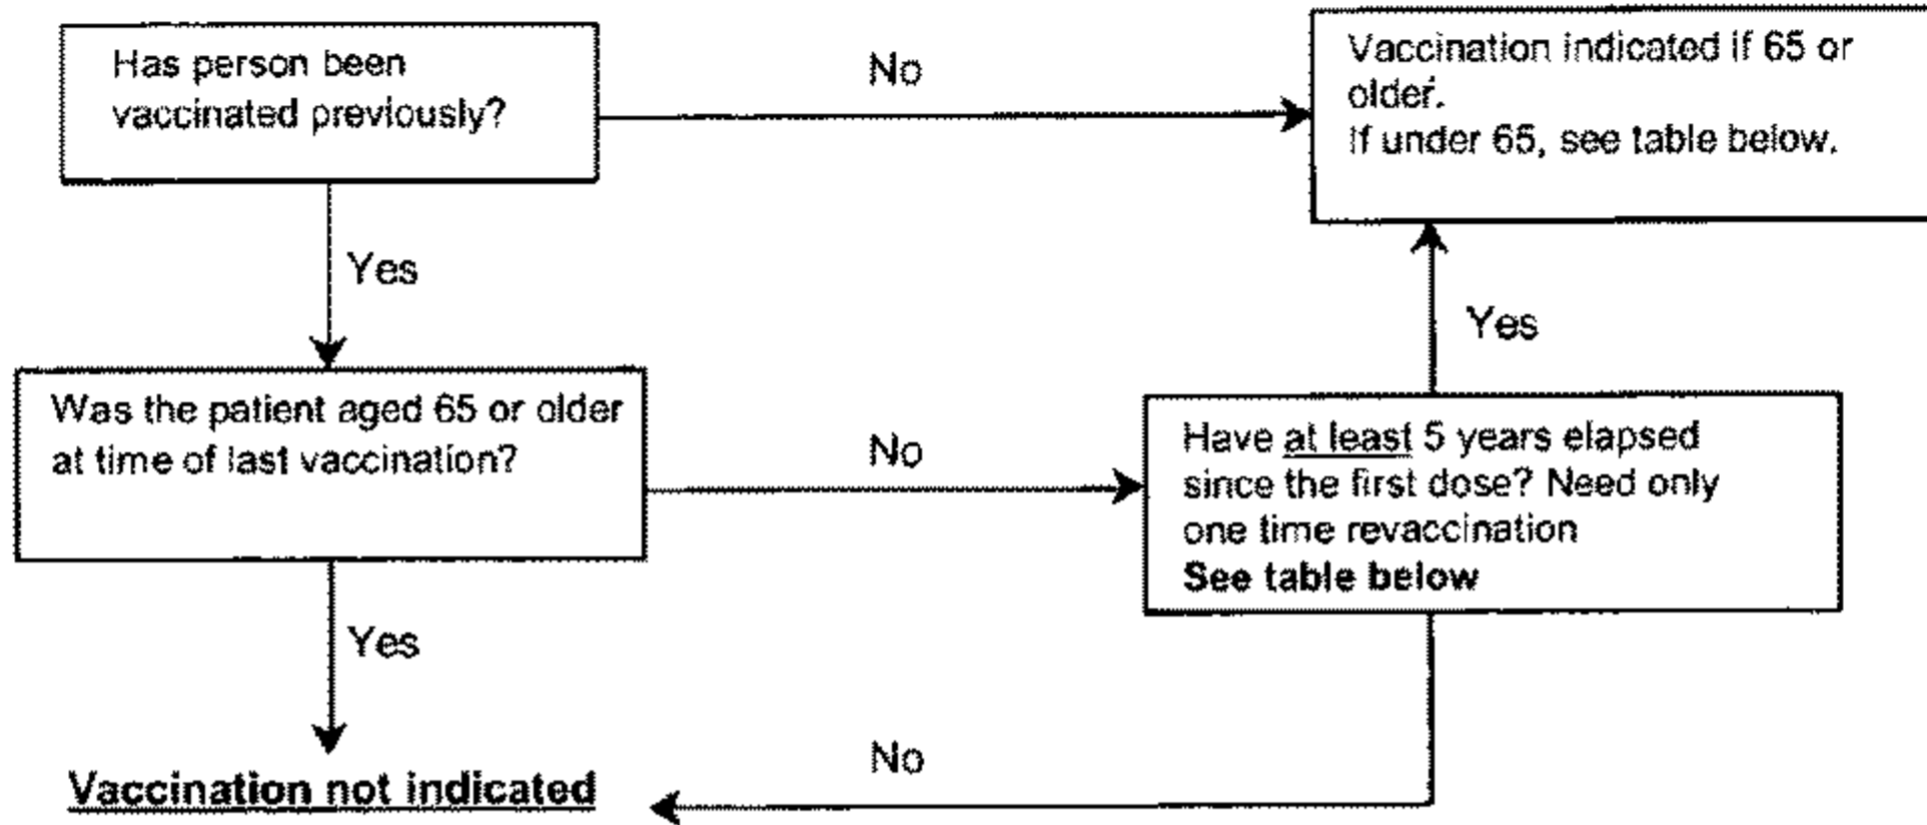 Has person been
vaccinated previously?
No
Vaccination indicated if 65 or
older.
If under 65, see table below.
Yes
Yes
Was the patient aged 65 or older
at time of last vaccination?
No
Have at least 5 years elapsed
since the first dose? Need only
one time revaccination
See table below
Yes
No
Vaccination not indicated